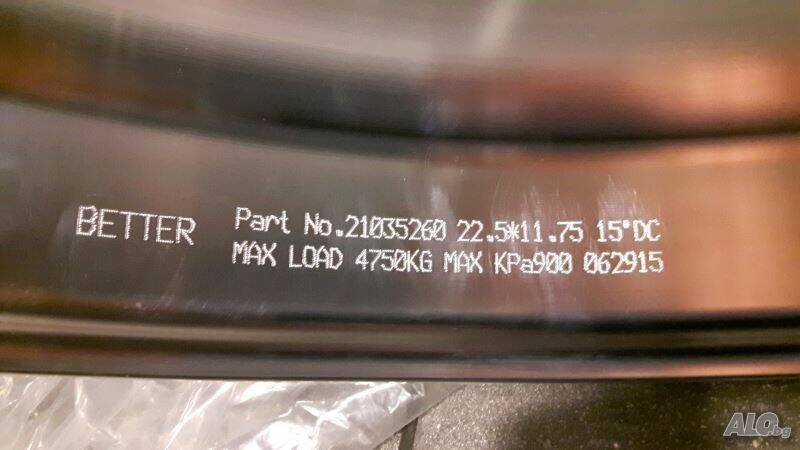 BETTER
Part No.21035260 22.5*11.75 15°DC
MAX LOAD 4750KG MAX KPa900 062915
ALO.bg